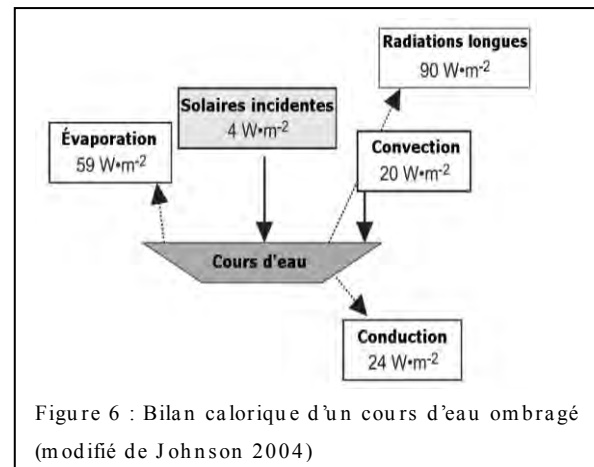 Radiations longues
90 W•m-2
Solaires incidentes
4 W•m-2
Évaporation
59 W•m-2
Convection
20 W•m-2
Cours d'eau
Conduction
24 W•m-2
Figure 6 : Bilan calorique d'un cours d'eau ombragé
(modifié de Johnson 2004)